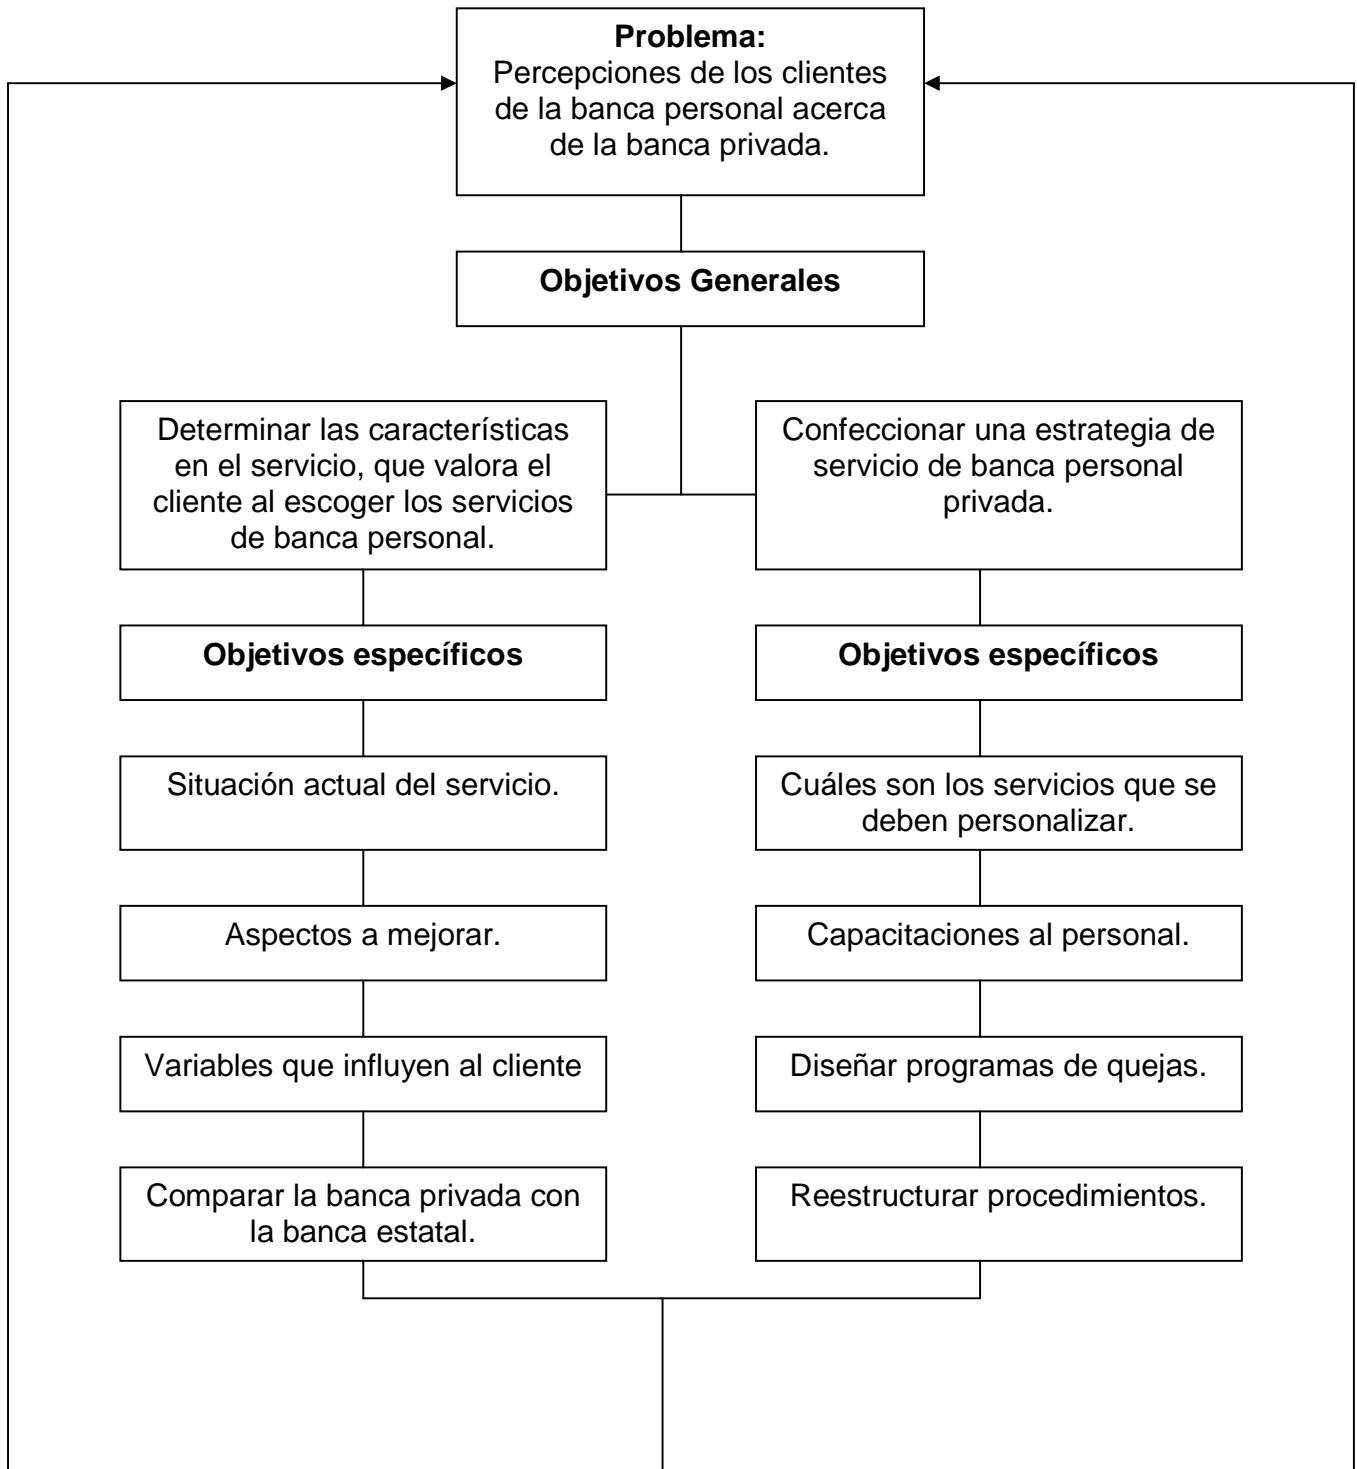 Problema:
Percepciones de los clientes
de la banca personal acerca
de la banca privada.
Objetivos Generales
Determinar las características
en el servicio, que valora el
cliente al escoger los servicios
de banca personal.
Confeccionar una estrategia de
servicio de banca personal
privada.
Objetivos específicos
Objetivos específicos
Situación actual del servicio.
Cuáles son los servicios que se
deben personalizar.
Aspectos a mejorar.
Capacitaciones al personal.
Variables que influyen al cliente
Diseñar programas de quejas.
Comparar la banca privada con
la banca estatal.
Reestructurar procedimientos.